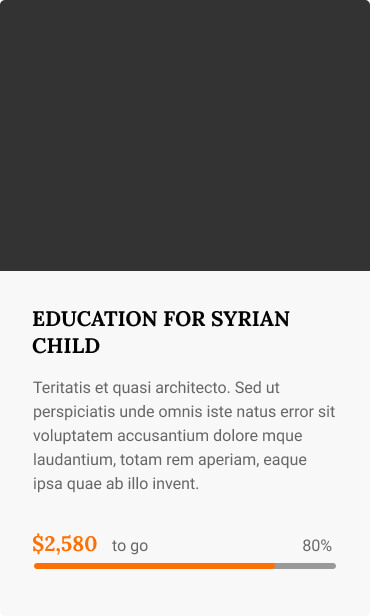 EDUCATION FOR SYRIAN
CHILD
Teritatis et quasi architecto. Sed ut
perspiciatis unde omnis iste natus error sit
voluptatem accusantium dolore mque
laudantium, totam rem aperiam, eaque
ipsa quae ab illo invent.
$2,580 to go 80%